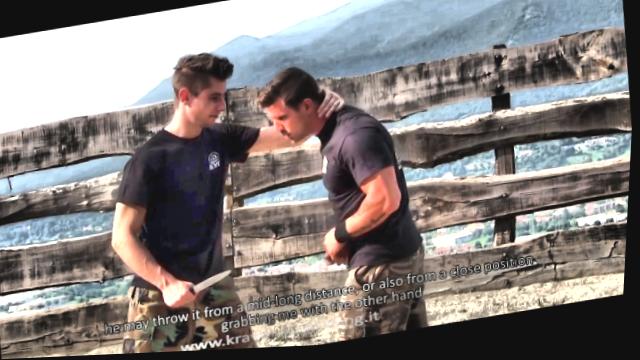 he may throw it from a mid-long distance, or also from a close position
grabbing me with the other hand